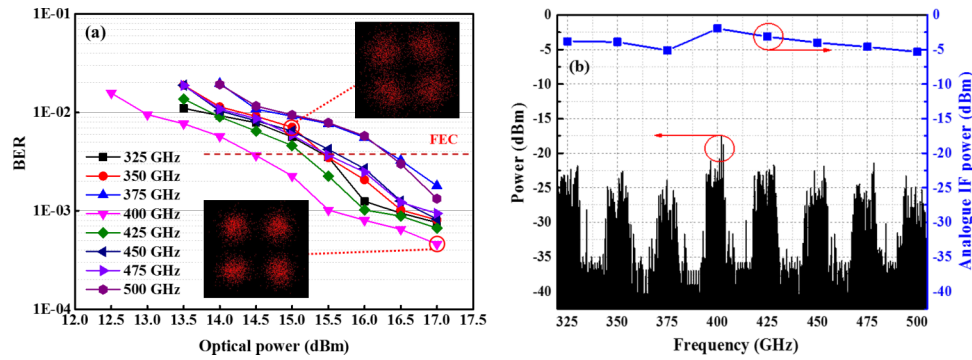 (a)
1E-01
1E-02
1E-03
1E-04
BER
FEC
325 GHz
350 GHz
375 GHz
400 GHz
425 GHz
450 GHz
475 GHz
500 GHz
12.0 12.5 13.0 13.5 14.0 14.5 15.0 15.5 16.0 16.5 17.0
Optical power (dBm)
(b)
0
-5
-10
-15
-20
-25
-30
-35
-40
Power (dBm)
0
-5
-10
-15
-20
-25
-30
-35
-40
Analogue IF power (dBm)
325 350 375 400 425 450 475 500
Frequency (GHz)